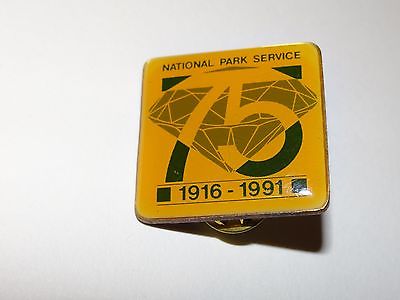 NATIONAL PARK SERVICE
75
1916 - 1991